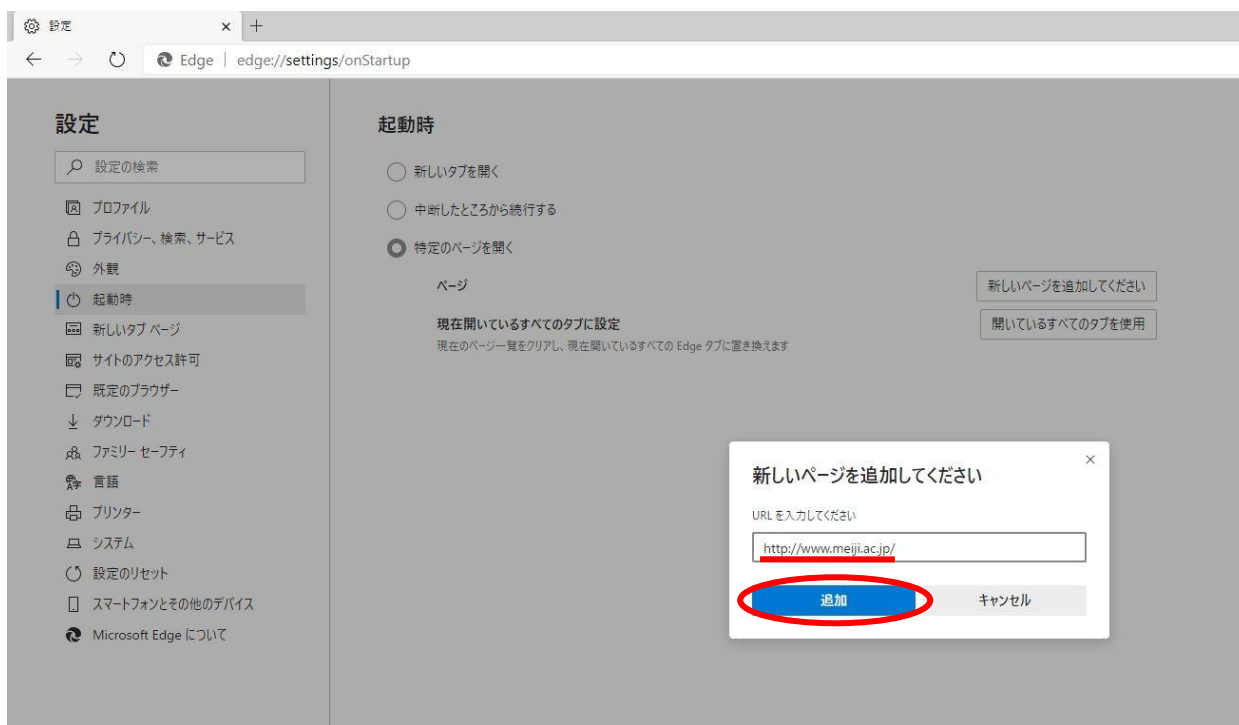 設定
Edge | edge://settings/onStartup
設定
設定の検索
プロファイル
プライバシー、検索、サービス
外観
起動時
新しいタブ ページ
サイトのアクセス許可
既定のブラウザー
ダウンロード
ファミリー セーフティ
言語
プリンター
システム
設定のリセット
スマートフォンとその他のデバイス
Microsoft Edge について
起動時
新しいタブを開く
中断したところから続行する
特定のページを開く
ページ
新しいページを追加してください
現在開いているすべてのタブに設定
開いているすべてのタブを使用
現在のページ一覧をクリアし、現在開いているすべての Edge タブに置き換えます
新しいページを追加してください
URL を入力してください
http://www.meiji.ac.jp/
追加
キャンセル